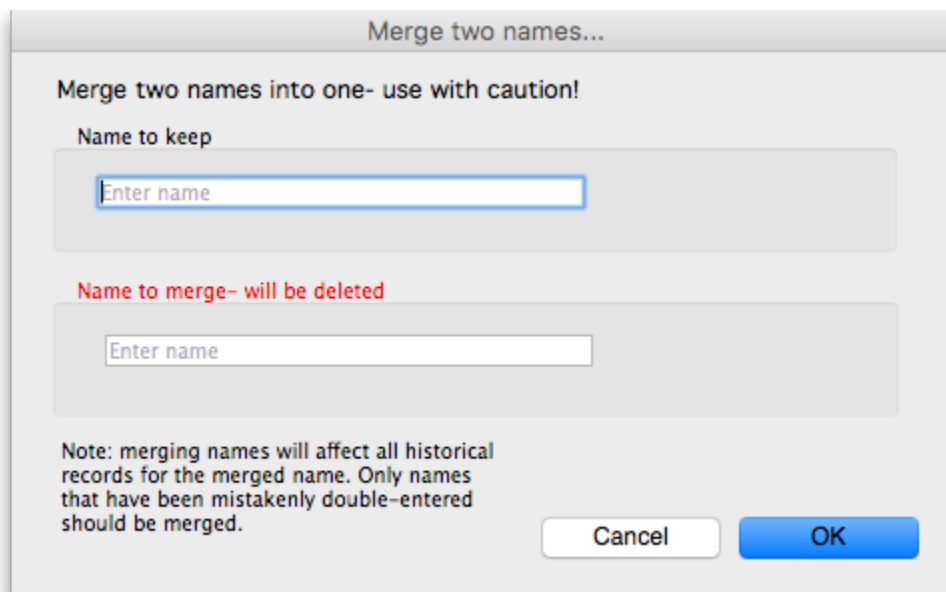 Merge two names...
Merge two names into one- use with caution!
Name to keep
Enter name
Name to merge- will be deleted
Enter name
Note: merging names will affect all historical
records for the merged name. Only names
that have been mistakenly double-entered
should be merged.
Cancel
OK